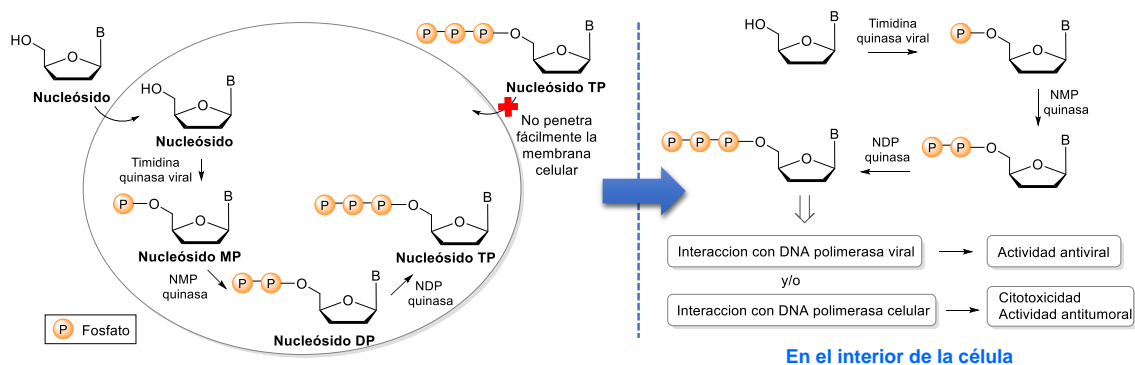 B
HO
O
Nucleósido
B
HO
O
Nucleósido
Timidina
quinasa viral
P
O
O
B
Nucleósido MP
NMP
quinasa
P
P
O
O
B
Nucleósido DP
NDP
quinasa
P
P
P
O
O
B
Nucleósido TP
P
P
P
O
O
B
Nucleósido TP
No penetra
fácilmente la
membrana
celular
P
Fosfato
HO
O
B
Timidina
quinasa viral
P
O
O
B
NMP
quinasa
P
P
O
O
B
NDP
quinasa
P
P
P
O
O
B
Interaccion con DNA polimerasa viral
Actividad antiviral
y/o
Interaccion con DNA polimerasa celular
Citotoxicidad
Actividad antitumoral
En el interior de la célula